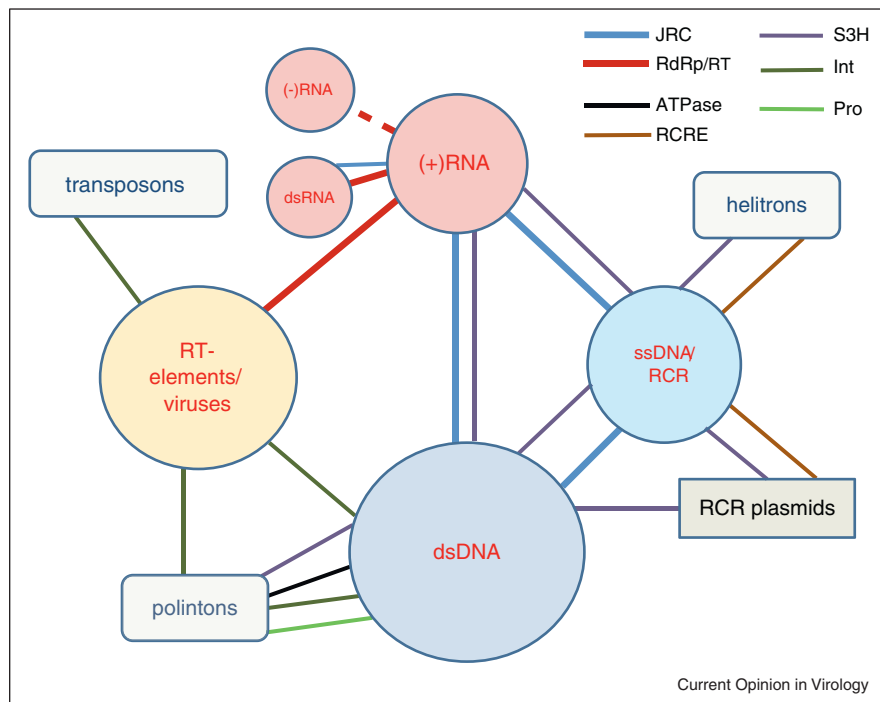 JRC
RdRp/RT
ATPase
RCRE
S3H
Int
Pro
(-)RNA
(+)RNA
dsRNA
transposons
helitrons
RT-
elements/
viruses
ssDNA/
RCR
RCR plasmids
dsDNA
polintons
Current Opinion in Virology